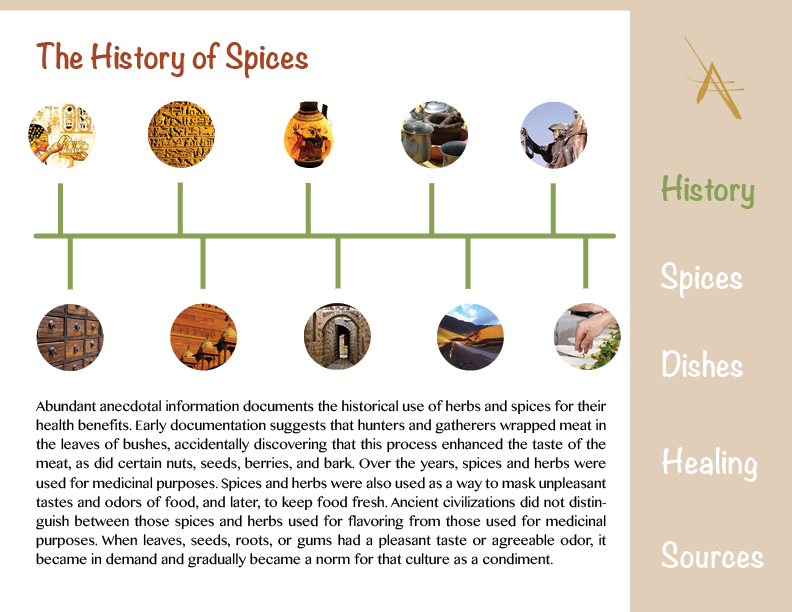 The History of Spices
Abundant anecdotal information documents the historical use of herbs and spices for their
health benefits. Early documentation suggests that hunters and gatherers wrapped meat in
the leaves of bushes, accidentally discovering that this process enhanced the taste of the
meat, as did certain nuts, seeds, berries, and bark. Over the years, spices and herbs were
used for medicinal purposes. Spices and herbs were also used as a way to mask unpleasant
tastes and odors of food, and later, to keep food fresh. Ancient civilizations did not distin-
guish between those spices and herbs used for flavoring from those used for medicinal
purposes. When leaves, seeds, roots, or gums had a pleasant taste or agreeable odor, it
became in demand and gradually became a norm for that culture as a condiment.
History
Spices
Dishes
Healing
Sources